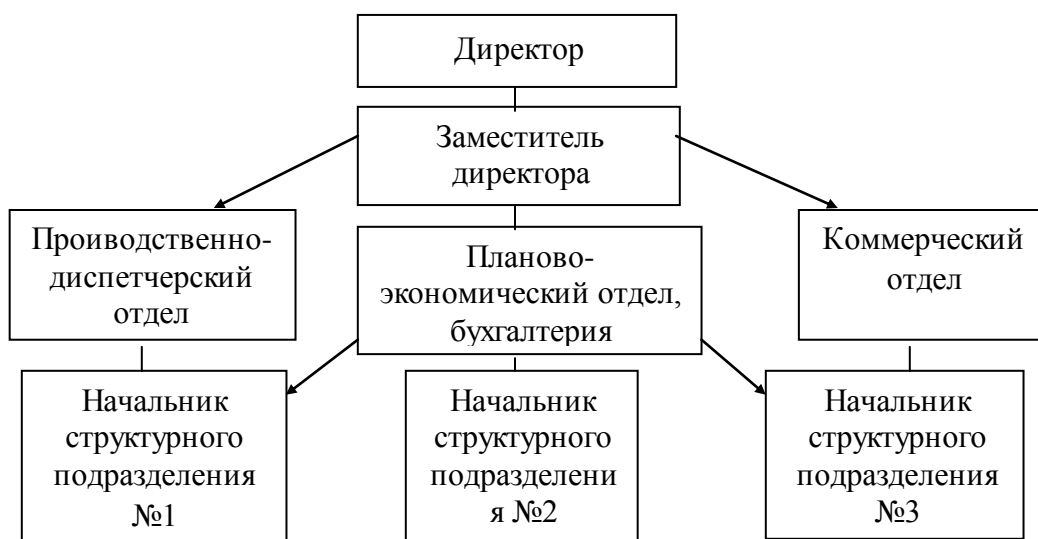 Директор
Заместитель
директора
Проиводственно-
диспетчерский
отдел
Планово-
экономический отдел,
бухгалтерия
Коммерческий
отдел
Начальник
структурного
подразделения
№1
Начальник
структурного
подразделени
я №2
Начальник
структурного
подразделения
№3